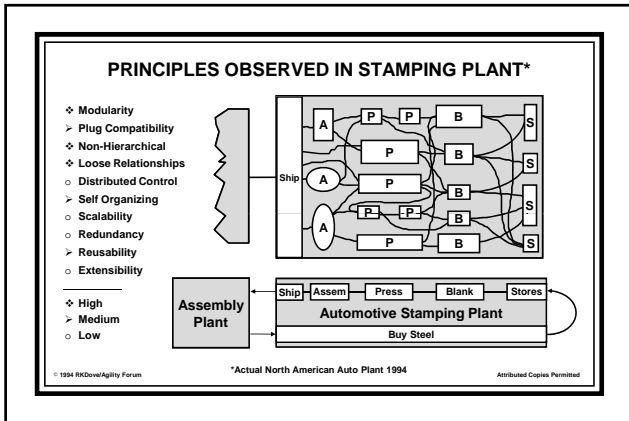 PRINCIPLES OBSERVED IN STAMPING PLANT*
❖ Modularity
➢ Plug Compatibility
❖ Non-Hierarchical
❖ Loose Relationships
○ Distributed Control
➢ Self Organizing
○ Scalability
○ Redundancy
➢ Reusability
○ Extensibility
❖ High
➢ Medium
○ Low
Ship
A
A
A
P
P
P
P
P
P
P
B
B
B
B
B
S
S
S
S
Assembly
Plant
Ship
Assem
Press
Blank
Stores
Automotive Stamping Plant
Buy Steel
*Actual North American Auto Plant 1994
© 1994 RKDove/Agility Forum
Attributed Copies Permitted